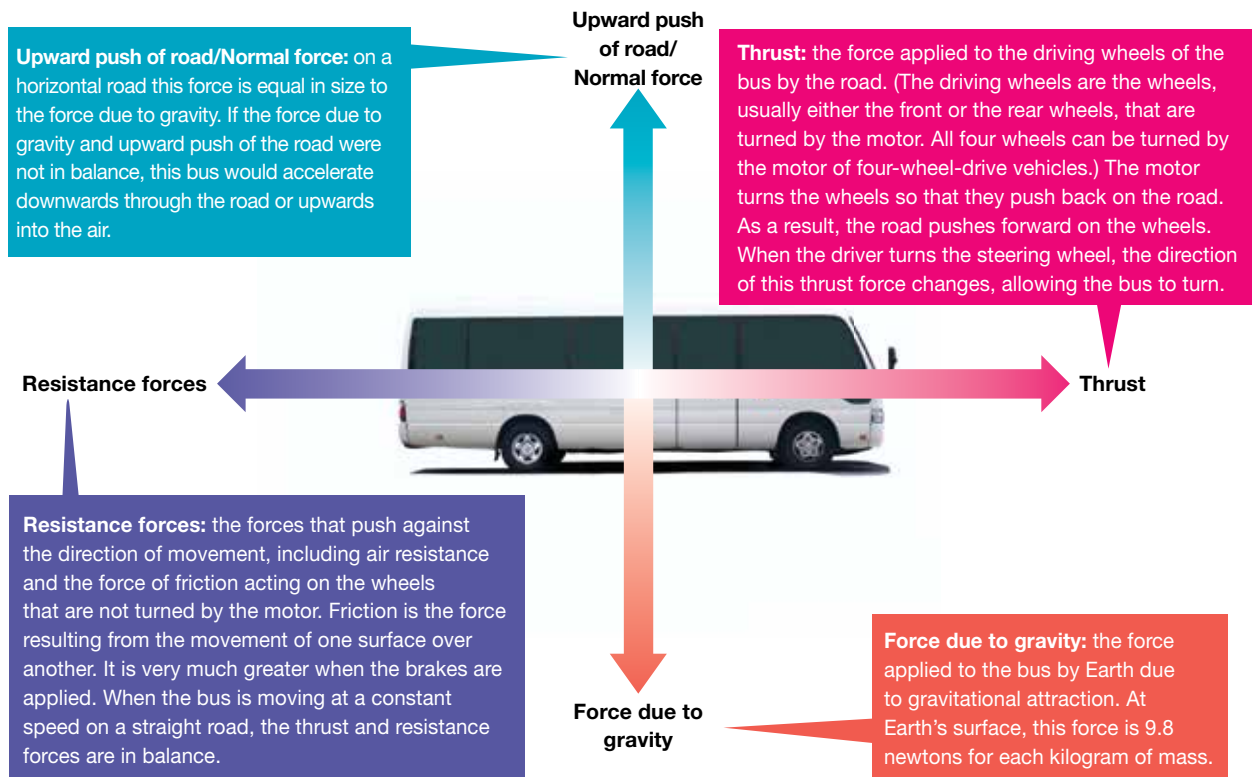 Upward push
of road/
Normal force
Upward push of road/Normal force: on a
horizontal road this force is equal in size to
the force due to gravity. If the force due to
gravity and upward push of the road were
not in balance, this bus would accelerate
downwards through the road or upwards
into the air.
Thrust: the force applied to the driving wheels of the
bus by the road. (The driving wheels are the wheels,
usually either the front or the rear wheels, that are
turned by the motor. All four wheels can be turned by
the motor of four-wheel-drive vehicles.) The motor
turns the wheels so that they push back on the road.
As a result, the road pushes forward on the wheels.
When the driver turns the steering wheel, the direction
of this thrust force changes, allowing the bus to turn.
Resistance forces
Thrust
Resistance forces: the forces that push against
the direction of movement, including air resistance
and the force of friction acting on the wheels
that are not turned by the motor. Friction is the force
resulting from the movement of one surface over
another. It is very much greater when the brakes are
applied. When the bus is moving at a constant
speed on a straight road, the thrust and resistance
forces are in balance.
Force due to
gravity
Force due to gravity: the force
applied to the bus by Earth due
to gravitational attraction. At
Earth's surface, this force is 9.8
newtons for each kilogram of mass.